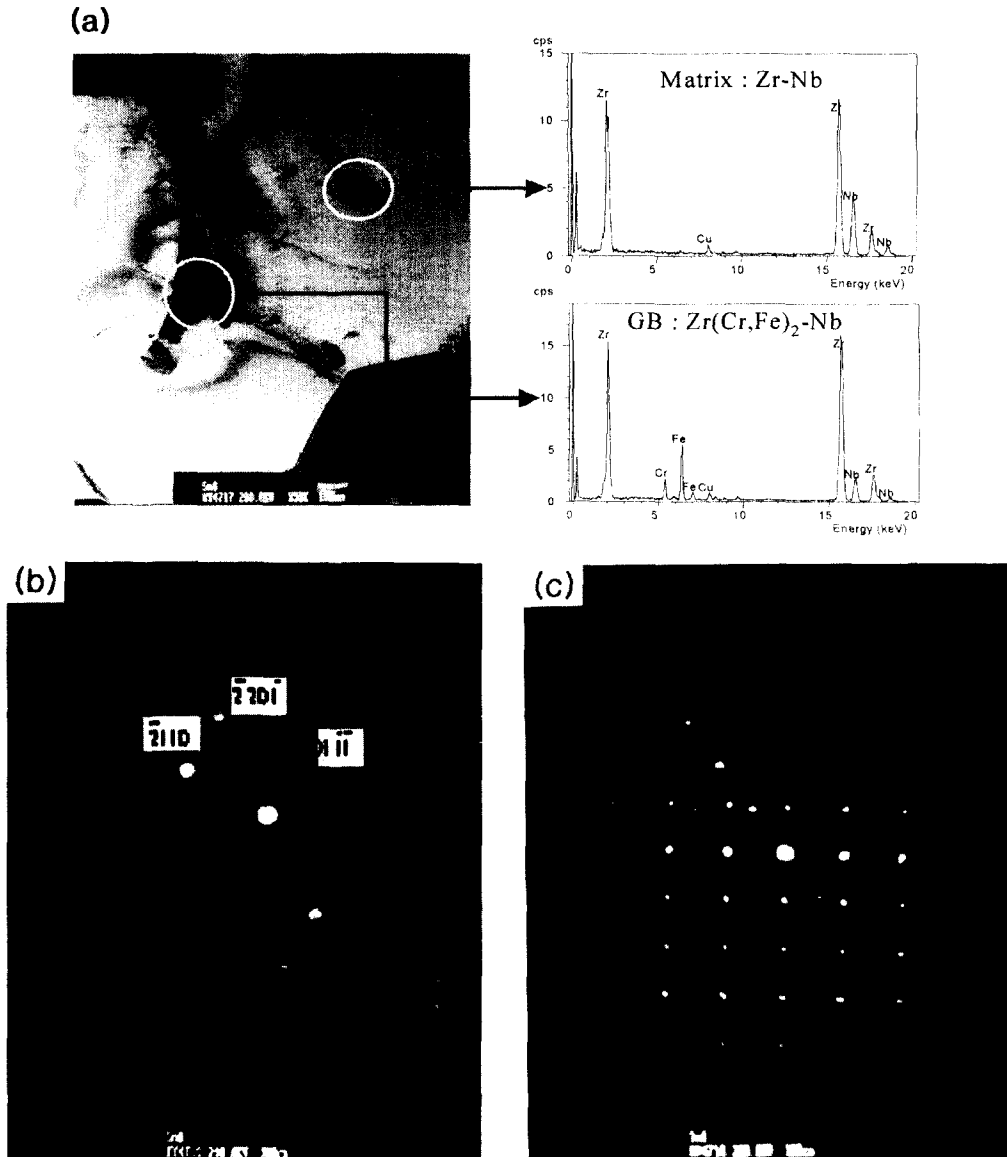 (a)
cps
15
10
5
0
Matrix : Zr-Nb
Zr
Cu
Z
Nb
Zr
Nb
0 5 10 15 20
Energy (keV)
cps
15
10
5
0
GB : Zr(Cr,Fe)₂-Nb
Zr
Cr
Fe
Fe
Cu
Z
Nb
Zr
Nb
0 5 10 15 20
Energy (keV)
(b)
(c)